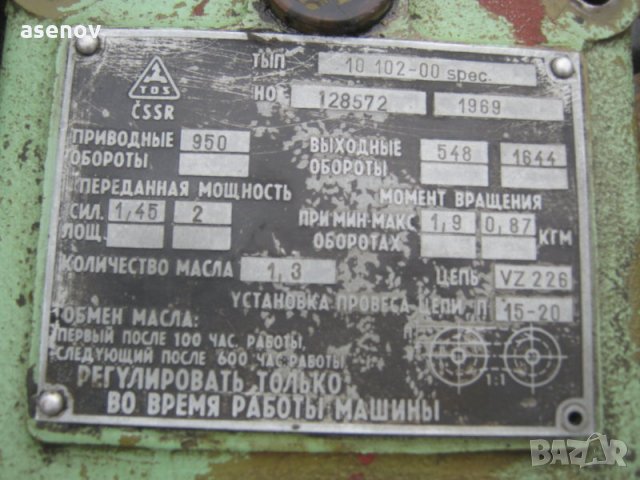 asenov
TOS
ČSSR
ТЫП 10 102-00 spec.
НО 128572 1969
ПРИВОДНЫЕ ОБОРОТЫ 950
ВЫХОДНЫЕ ОБОРОТЫ 548 1644
ПЕРЕДАННАЯ МОЩНОСТЬ
СИЛ. 1,45 2
ЛОЩ.
МОМЕНТ ВРАЩЕНИЯ
ПРИ МИН-МАКС ОБОРОТАХ 1,9 0,87 КГМ
КОЛИЧЕСТВО МАСЛА 1,3
ЦЕПЬ VZ 226
УСТАНОВКА ПРОВЕСА ЦЕПИ П 15-20
ОБМЕН МАСЛА:
ПЕРВЫЙ ПОСЛЕ 100 ЧАС. РАБОТЫ,
СЛЕДУЮЩИЙ ПОСЛЕ 600 ЧАС РАБОТЫ
1:1
РЕГУЛИРОВАТЬ ТОЛЬКО
ВО ВРЕМЯ РАБОТЫ МАШИНЫ
BAZAR